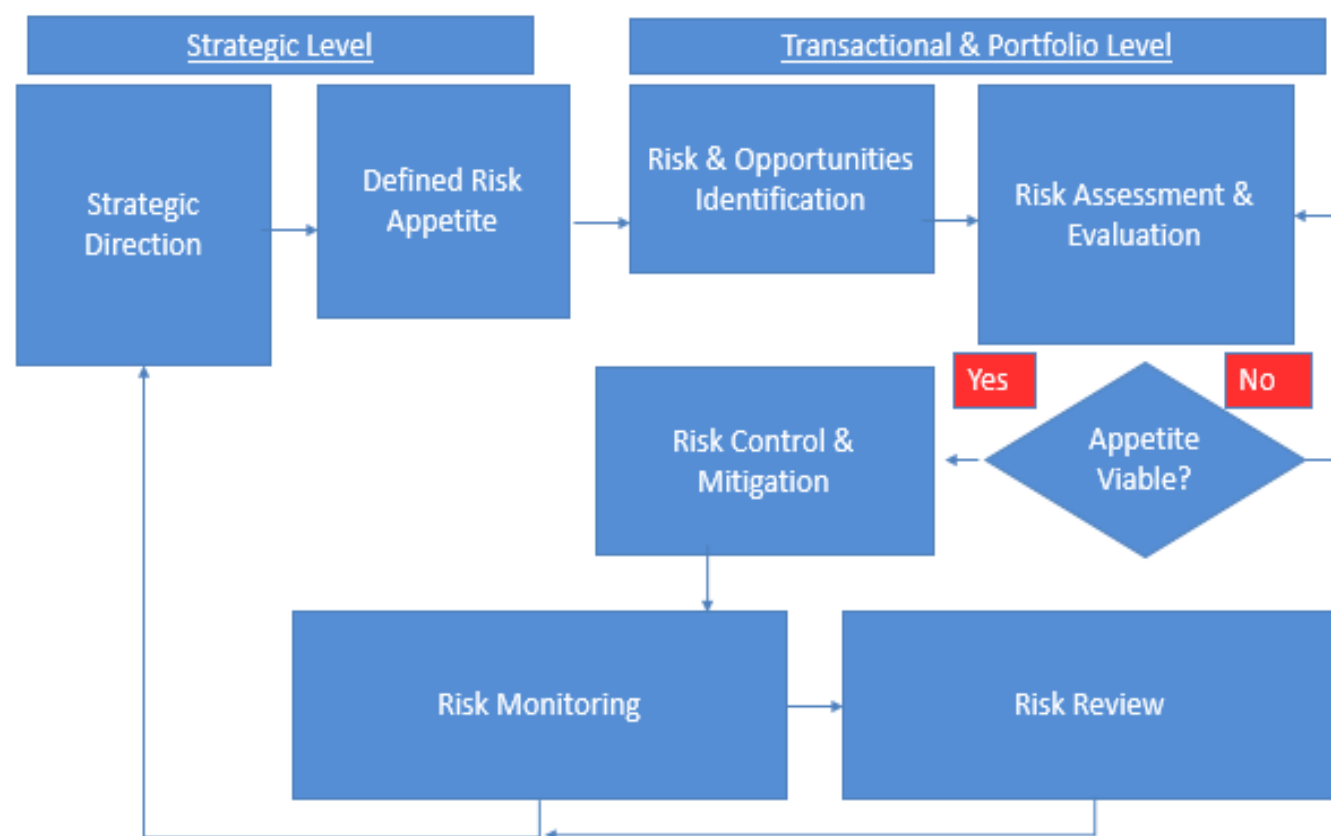 Strategic Level
Transactional & Portfolio Level
Strategic
Direction
Defined Risk
Appetite
Risk & Opportunities
Identification
Risk Assessment &
Evaluation
Yes
No
Risk Control &
Mitigation
Appetite
Viable?
Risk Monitoring
Risk Review